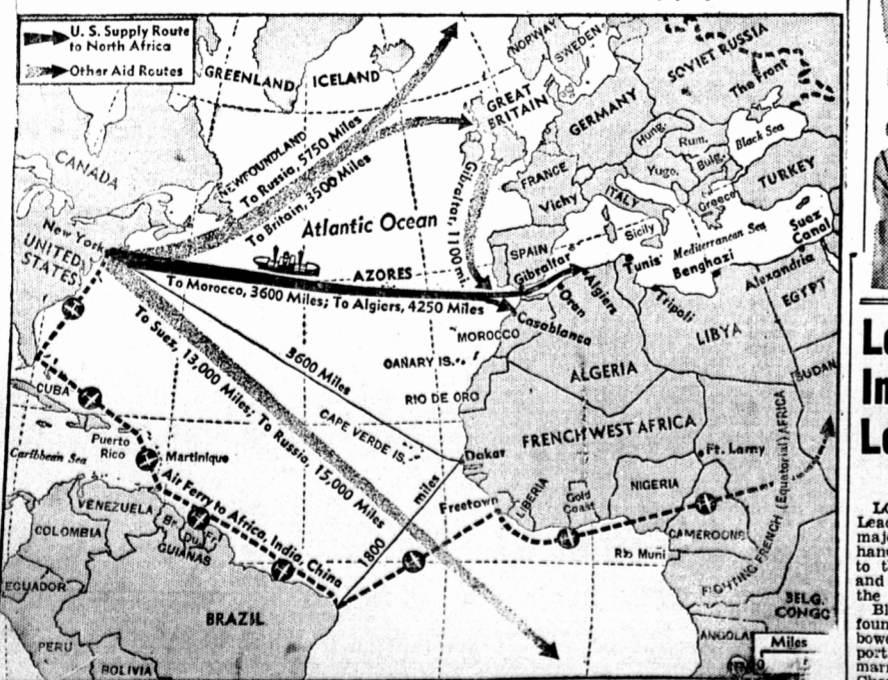 U. S. Supply Route
to North Africa
Other Aid Routes
GREENLAND
ICELAND
NORWAY
SWEDEN
SOVIET RUSSIA
The Front
GREAT
BRITAIN
GERMANY
Hung.
Rum.
Black Sea
CANADA
NEWFOUNDLAND
To Russia, 5750 Miles
To Britain, 3500 Miles
Gibraltar, 1100 mi.
FRANCE
Vichy
Yugo.
Bulg.
TURKEY
ITALY
Greece
Atlantic Ocean
New York
UNITED
STATES
AZORES
SPAIN
Gibraltar
Sicily
Mediterranean Sea
Suez
Canal
Tunis
Benghazi
Alexandria
To Morocco, 3600 Miles; To Algiers, 4250 Miles
Oran
Algiers
Tripoli
EGYPT
Casablanca
MOROCCO
LIBYA
3600 Miles
CANARY IS.
ALGERIA
SUDAN
CUBA
RIO DE ORO
To Suez, 13,000 Miles; To Russia, 15,000 Miles
CAPE VERDE IS.
FRENCH WEST AFRICA
Puerto
Rico
Caribbean Sea
Martinique
Dakar
Ft. Lamy
Air Ferry to Africa, India, China
1800 miles
Freetown
LIBERIA
Gold
Coast
NIGERIA
VENEZUELA
COLOMBIA
Br.
Du.
Fr.
GUIANAS
CAMEROONS
Rio Muni
FIGHTING FRENCH (Equatorial) AFRICA
ECUADOR
BRAZIL
BELG.
CONGO
PERU
ANGOLA
Miles
BOLIVIA